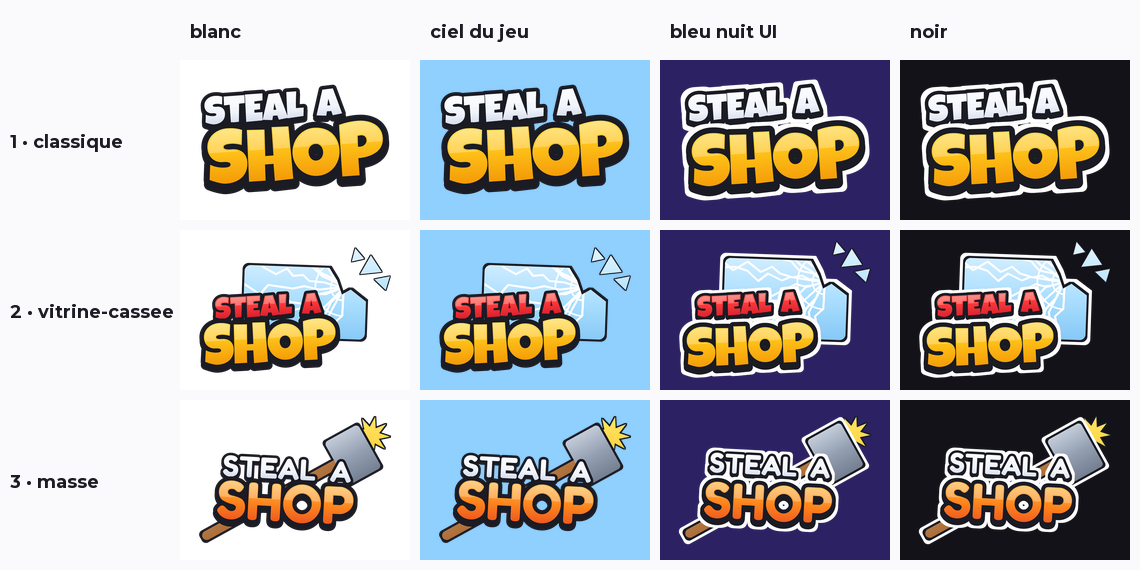 blanc ciel du jeu bleu nuit UI noir
1 • classique
STEAL A STEAL A STEAL A STEAL A
SHOP SHOP SHOP SHOP
2 • vitrine-cassee
STEAL A STEAL A STEAL A STEAL A
SHOP SHOP SHOP SHOP
3 • masse
STEAL A STEAL A STEAL A STEAL A
SHOP SHOP SHOP SHOP